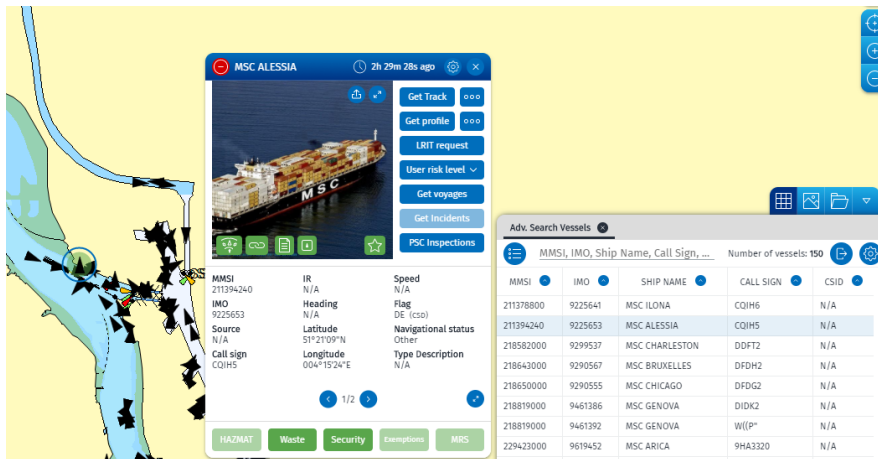 MSC ALESSIA
2h 29m 28s ago
MSC
Get Track
Get profile
LRIT request
User risk level
Get voyages
Get Incidents
PSC Inspections
MMSI
211394240
IR
N/A
Speed
N/A
IMO
9225653
Heading
N/A
Flag
DE (cso)
Source
N/A
Latitude
51°21'09"N
Navigational status
Other
Call sign
CQIH5
Longitude
004°15'24"E
Type Description
N/A
1/2
HAZMAT Waste Security Exemptions MRS
Adv. Search Vessels
MMSI, IMO, Ship Name, Call Sign, ... Number of vessels: 150
MMSI IMO SHIP NAME CALL SIGN CSID
211378800 9225641 MSC ILONA CQIH6 N/A
211394240 9225653 MSC ALESSIA CQIH5 N/A
218582000 9299537 MSC CHARLESTON DDFT2 N/A
218643000 9290567 MSC BRUXELLES DFDH2 N/A
218650000 9290555 MSC CHICAGO DFDG2 N/A
218819000 9461386 MSC GENOVA DIDK2 N/A
218819000 9461392 MSC GENOVA W((P" N/A
229423000 9619452 MSC ARICA 9HA3320 N/A